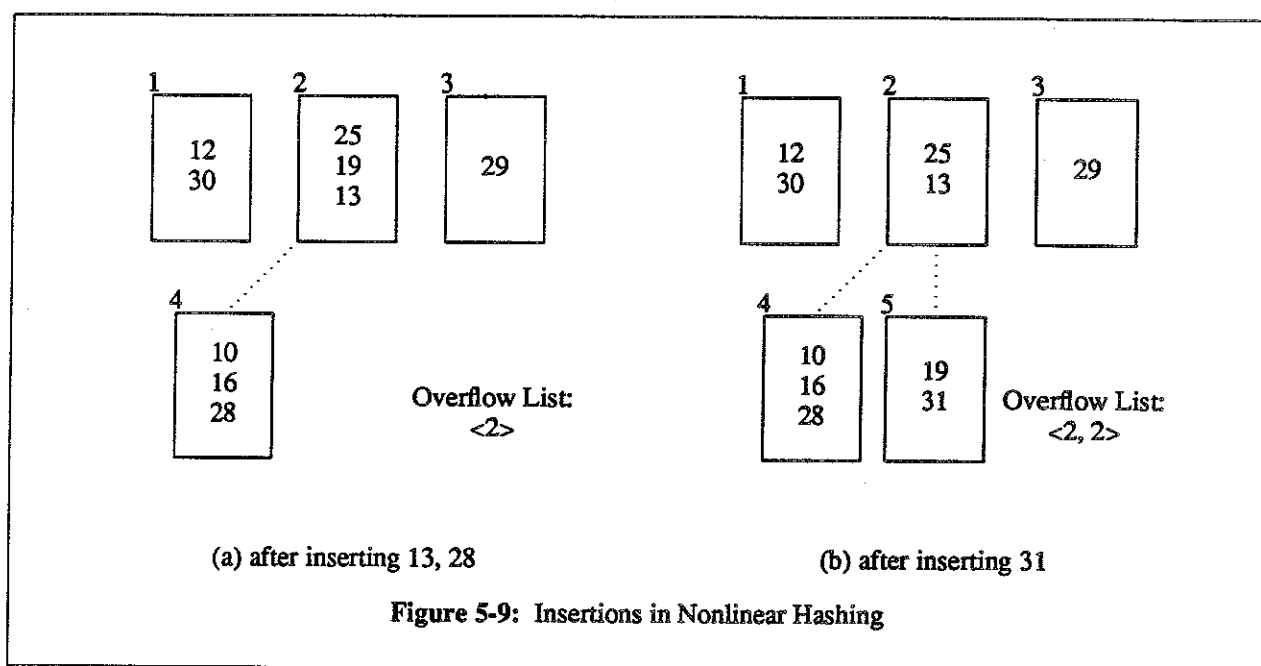 1 2 3
12 25 29
30 19
13
4
10
16
28
Overflow List:
<2>
(a) after inserting 13, 28
1 2 3
12 25 29
30 13
4 5
10 19
16 31
28
Overflow List:
<2, 2>
(b) after inserting 31
Figure 5-9: Insertions in Nonlinear Hashing